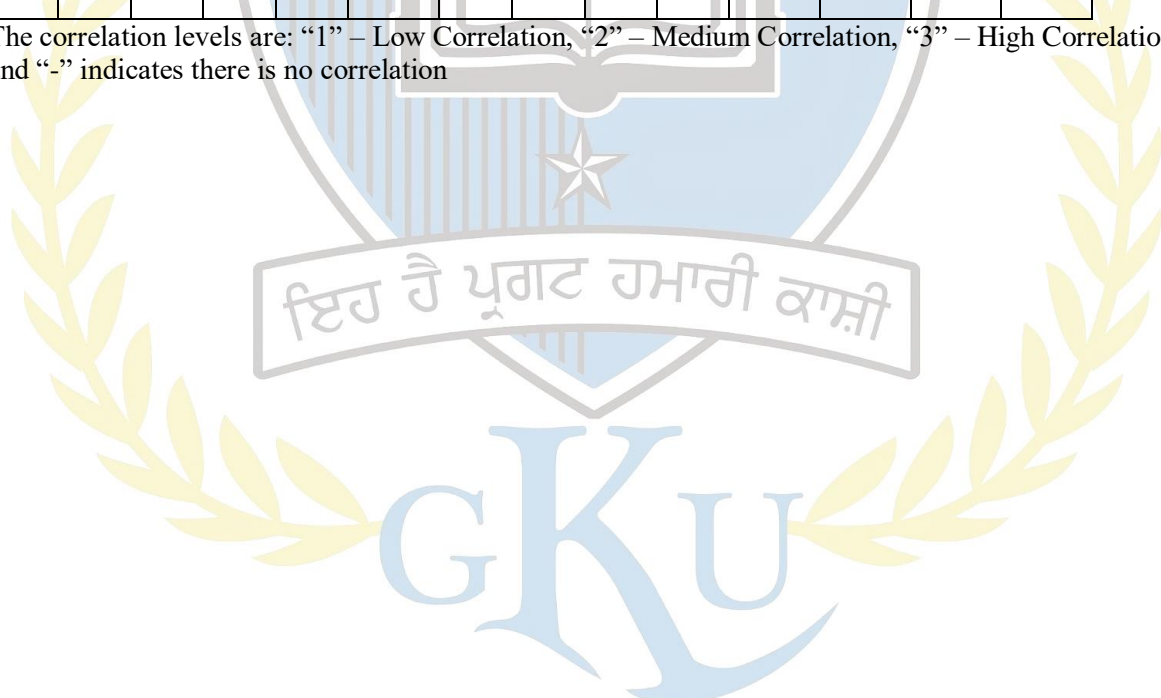 The correlation levels are: “1” – Low Correlation, “2” – Medium Correlation, “3” – High Correlatio
nd “-” indicates there is no correlation
ਇਹ ਹੈ ਪ੍ਰਗਟ ਹਮਾਰੀ ਕਾਸ਼ੀ
GKU